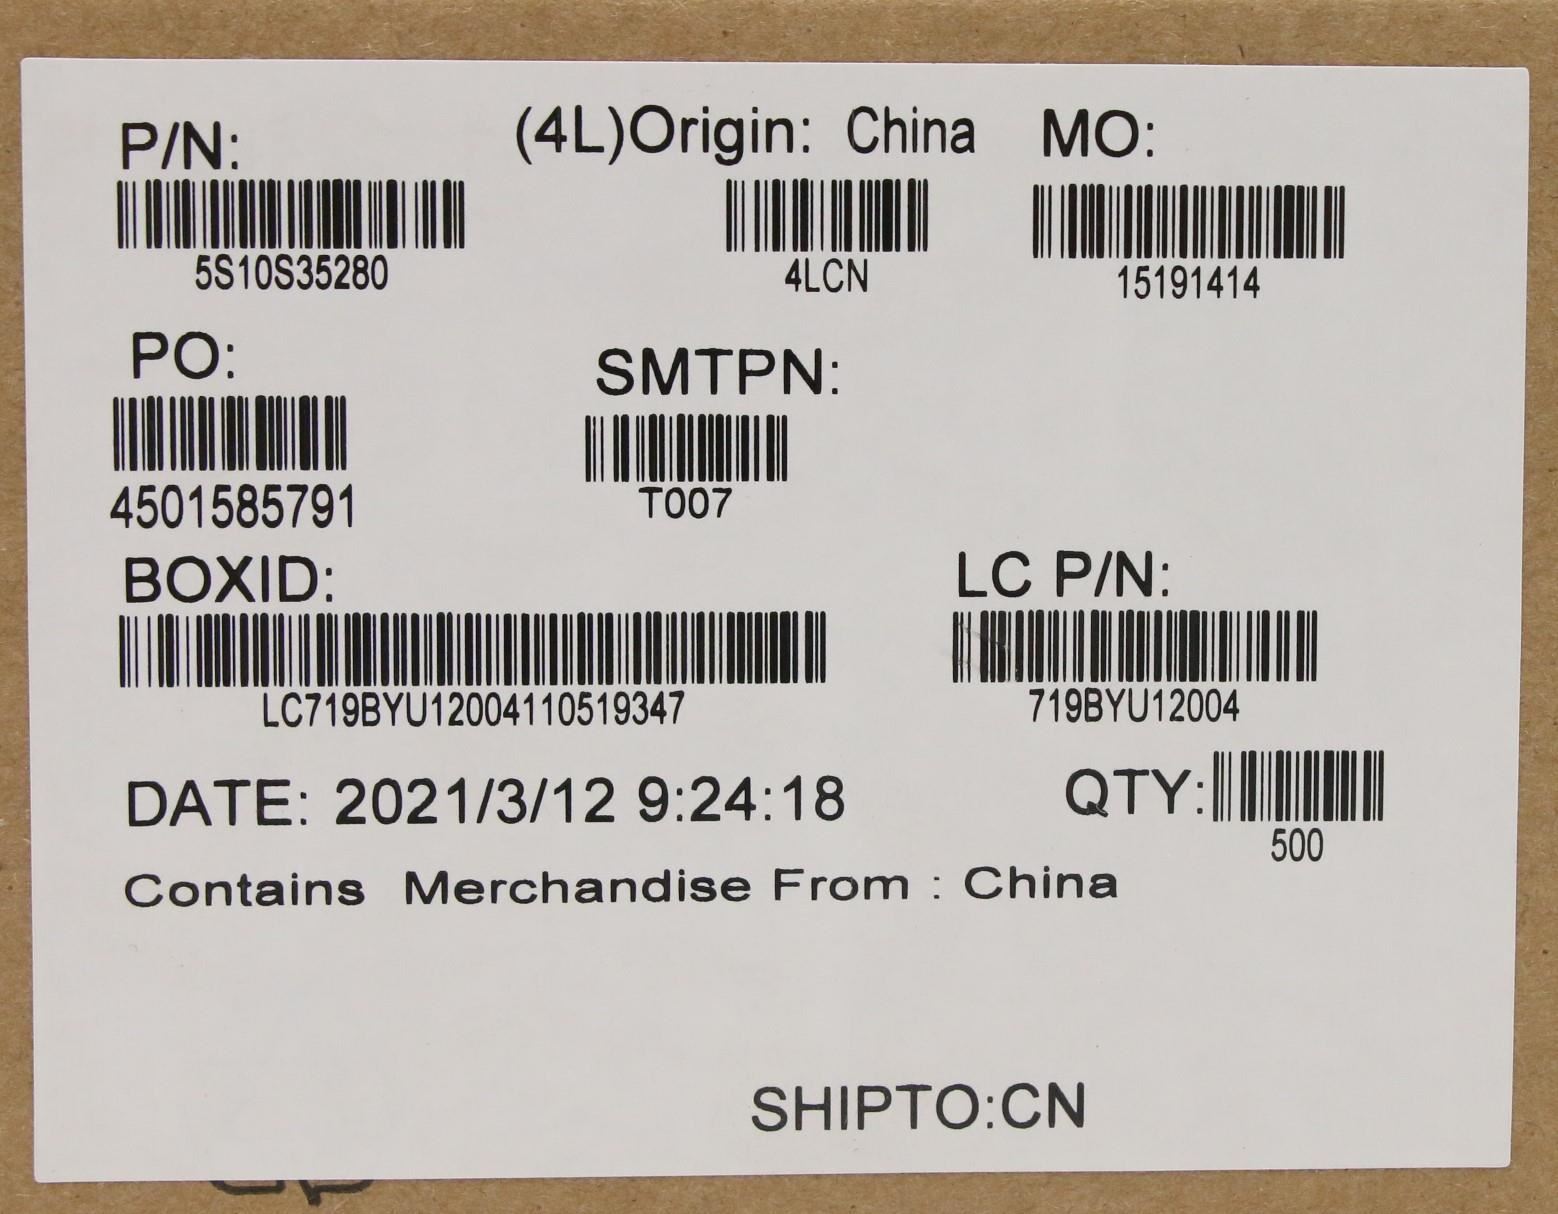 P/N: (4L)Origin: China MO:
5S10S35280 4LCN 15191414
PO: SMTPN:
4501585791 T007
BOXID: LC P/N:
LC719BYU12004110519347 719BYU12004
DATE: 2021/3/12 9:24:18 QTY:
500
Contains Merchandise From : China
SHIPTO:CN